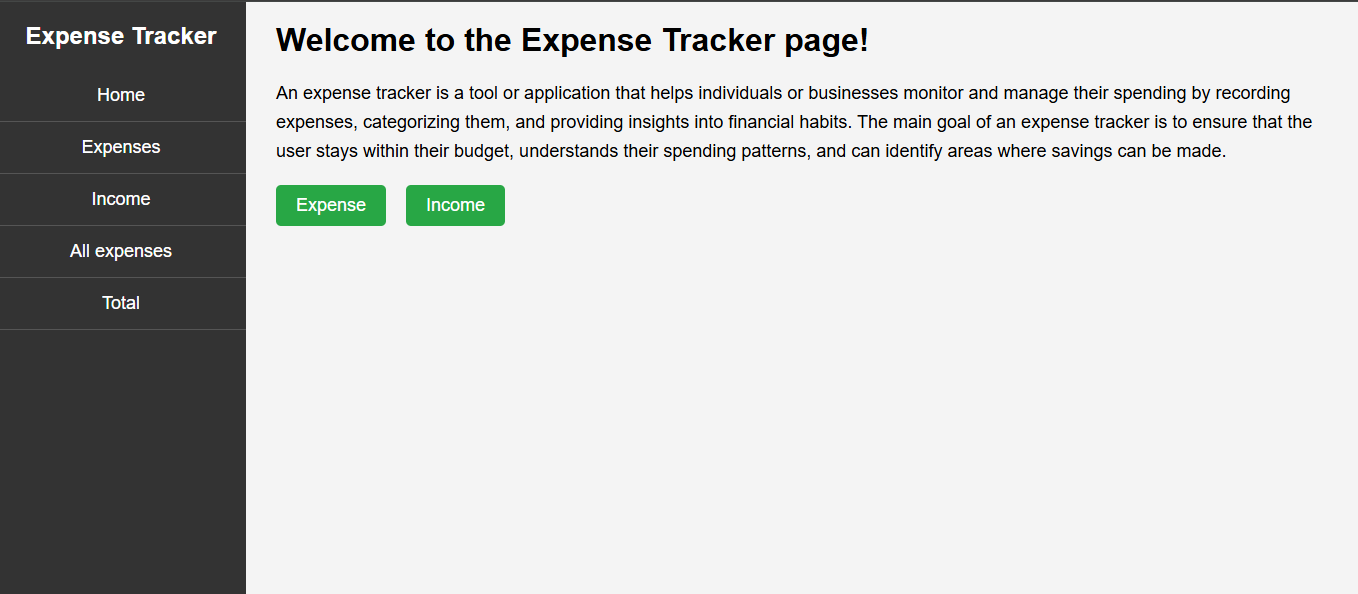 Expense Tracker
Home
Expenses
Income
All expenses
Total
Welcome to the Expense Tracker page!
An expense tracker is a tool or application that helps individuals or businesses monitor and manage their spending by recording
expenses, categorizing them, and providing insights into financial habits. The main goal of an expense tracker is to ensure that the
user stays within their budget, understands their spending patterns, and can identify areas where savings can be made.
Expense
Income